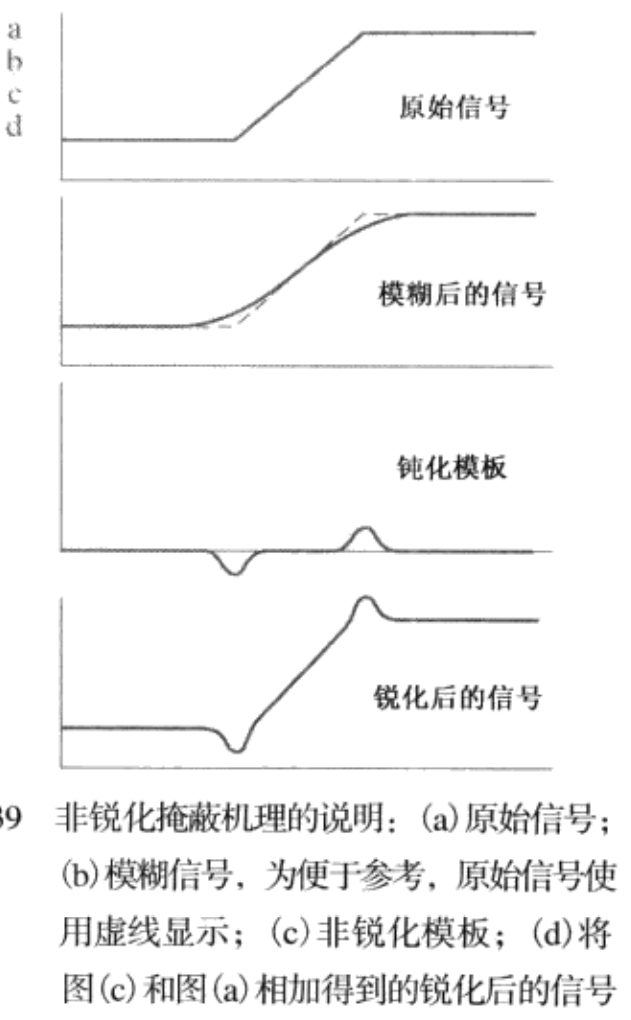 a
b
c
d
原始信号
模糊后的信号
钝化模板
锐化后的信号
39 非锐化掩蔽机理的说明：(a)原始信号；
(b)模糊信号，为便于参考，原始信号使
用虚线显示；(c)非锐化模板；(d)将
图(c)和图(a)相加得到的锐化后的信号